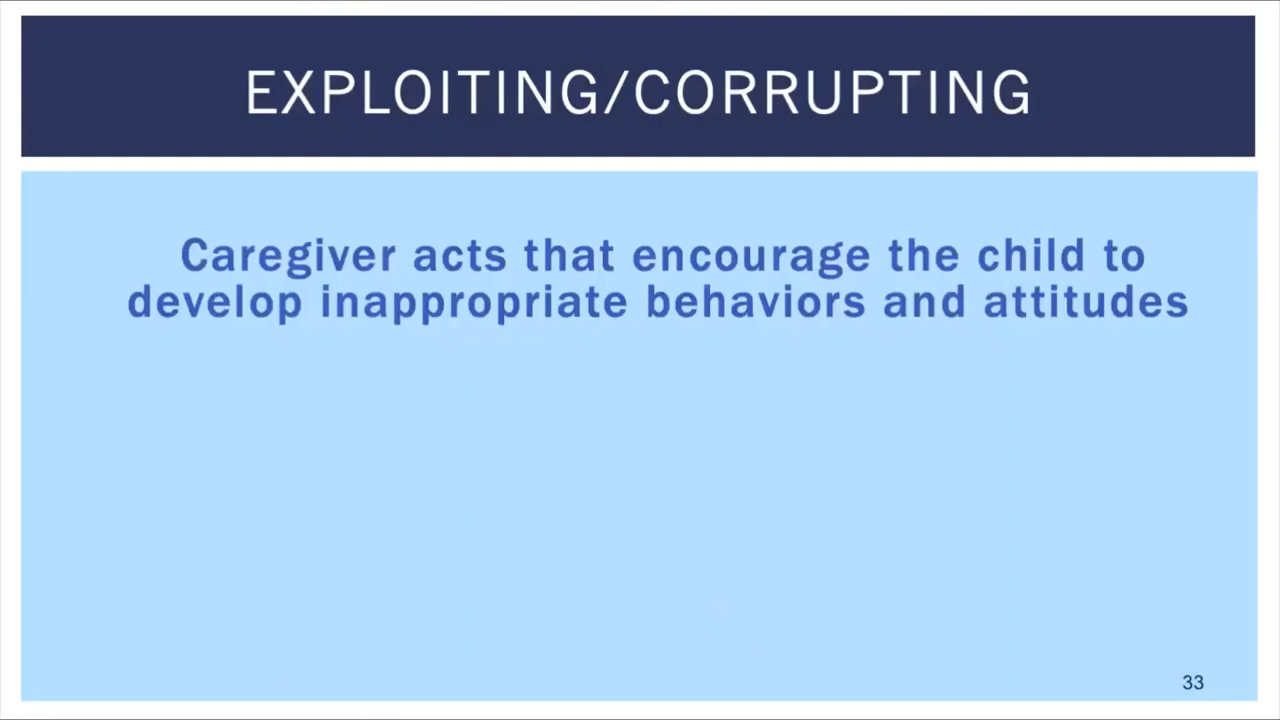 EXPLOITING/CORRUPTING
Caregiver acts that encourage the child to
develop inappropriate behaviors and attitudes
33